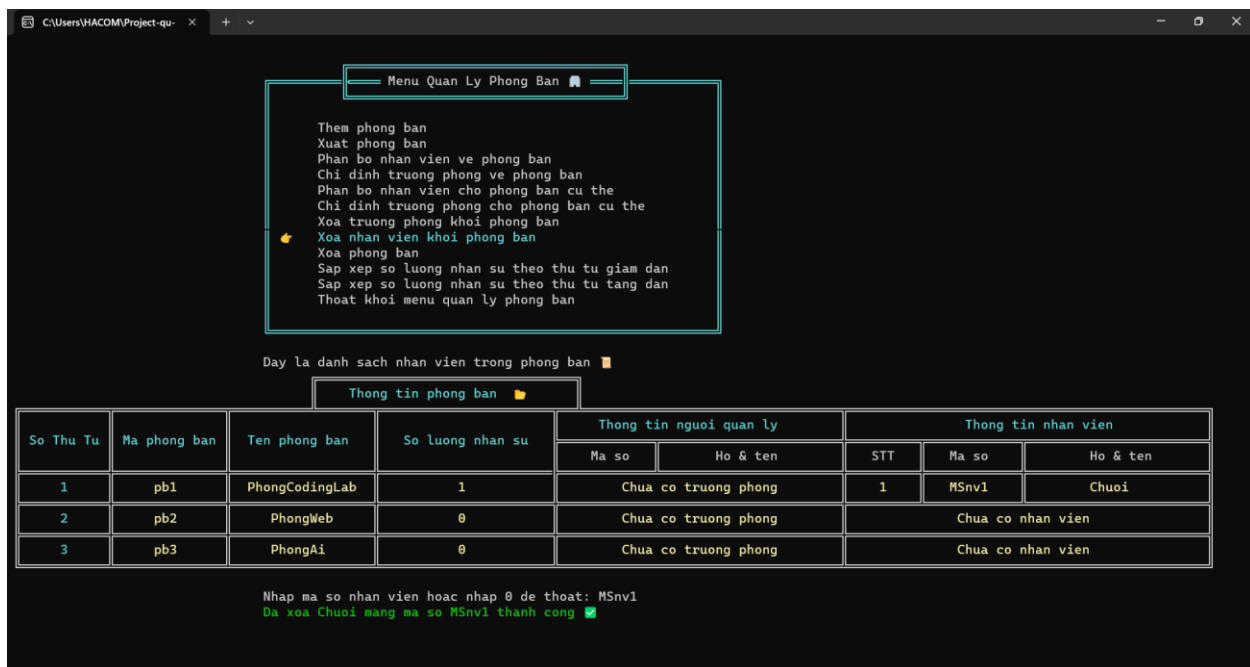 C:\Users\HACOM\Project-qu-
Menu Quan Ly Phong Ban
Them phong ban
Xuat phong ban
Phan bo nhan vien ve phong ban
Chi dinh truong phong ve phong ban
Phan bo nhan vien cho phong ban cu the
Chi dinh truong phong cho phong ban cu the
Xoa truong phong khoi phong ban
Xoa nhan vien khoi phong ban
Xoa phong ban
Sap xep so luong nhan su theo thu tu giam dan
Sap xep so luong nhan su theo thu tu tang dan
Thoat khoi menu quan ly phong ban
Day la danh sach nhan vien trong phong ban
Thong tin phong ban
So Thu Tu Ma phong ban Ten phong ban So luong nhan su Thong tin nguoi quan ly Thong tin nhan vien
Ma so Ho & ten STT Ma so Ho & ten
1 pb1 PhongCodingLab 1 Chua co truong phong 1 MSnv1 Chuoi
2 pb2 PhongWeb 0 Chua co truong phong Chua co nhan vien
3 pb3 PhongAi 0 Chua co truong phong Chua co nhan vien
Nhap ma so nhan vien hoac nhap 0 de thoat: MSnv1
Da xoa Chuoi mang ma so MSnv1 thanh cong